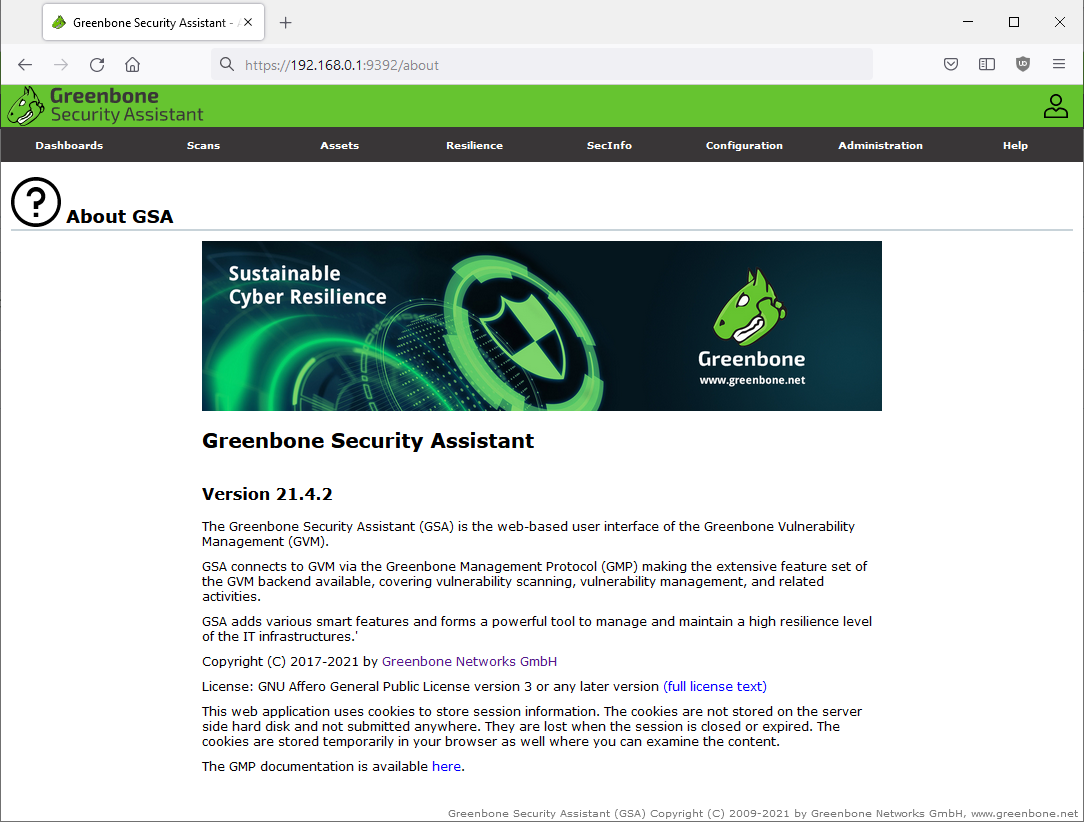 Greenbone Security Assistant -
https://192.168.0.1:9392/about
Greenbone
Security Assistant
Dashboards Scans Assets Resilience SecInfo Configuration Administration Help
? About GSA
Sustainable
Cyber Resilience
Greenbone
www.greenbone.net
Greenbone Security Assistant
Version 21.4.2
The Greenbone Security Assistant (GSA) is the web-based user interface of the Greenbone Vulnerability
Management (GVM).
GSA connects to GVM via the Greenbone Management Protocol (GMP) making the extensive feature set of
the GVM backend available, covering vulnerability scanning, vulnerability management, and related
activities.
GSA adds various smart features and forms a powerful tool to manage and maintain a high resilience level
of the IT infrastructures.'
Copyright (C) 2017-2021 by Greenbone Networks GmbH
License: GNU Affero General Public License version 3 or any later version (full license text)
This web application uses cookies to store session information. The cookies are not stored on the server
side hard disk and not submitted anywhere. They are lost when the session is closed or expired. The
cookies are stored temporarily in your browser as well where you can examine the content.
The GMP documentation is available here.
Greenbone Security Assistant (GSA) Copyright (C) 2009-2021 by Greenbone Networks GmbH, www.greenbone.net